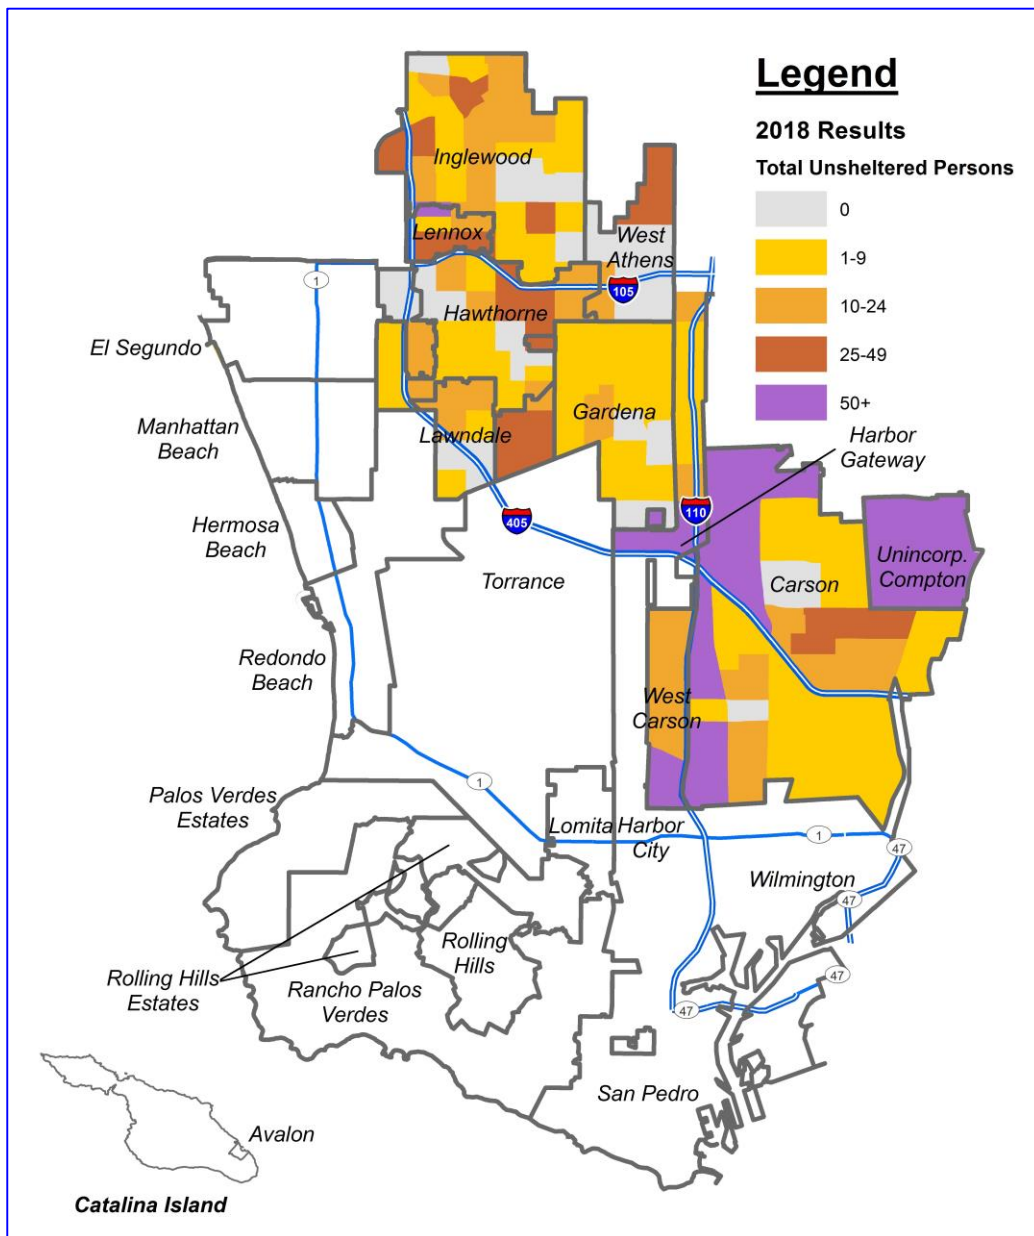 Legend
2018 Results
Total Unsheltered Persons
0
1-9
10-24
25-49
50+
Inglewood
Lennox
West
Athens
1
105
Hawthorne
El Segundo
Manhattan
Beach
Lawndale
Gardena
Harbor
Gateway
Hermosa
Beach
405
110
Torrance
Carson
Unincorp.
Compton
Redondo
Beach
West
Carson
Palos Verdes
Estates
1
Lomita
Harbor
City
1
47
Wilmington
47
Rolling Hills
Estates
Rolling
Hills
Rancho Palos
Verdes
47
47
San Pedro
Avalon
Catalina Island